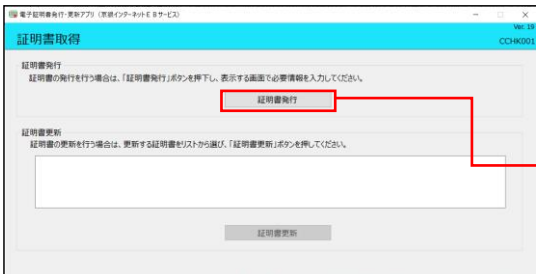 電子証明書発行・更新アプリ（京銀インターネットＥＢサービス）
Ver. 19
証明書取得
CCHK001
証明書発行
証明書の発行を行う場合は、「証明書発行」ボタンを押下し、表示する画面で必要情報を入力してください。
証明書発行
証明書更新
証明書の更新を行う場合は、更新する証明書をリストから選び、「証明書更新」ボタンを押してください。
証明書更新